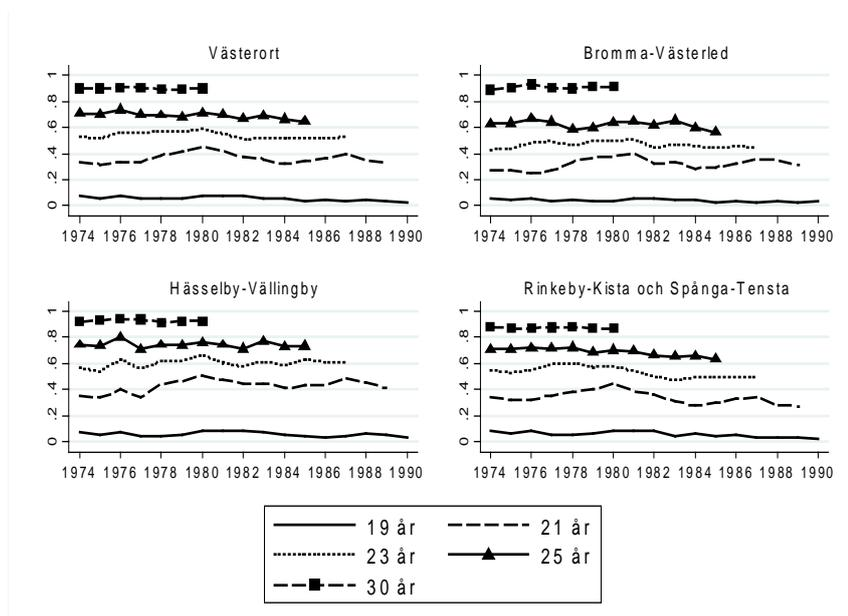 Västerort
Bromma-Västerled
0 .2 .4 .6 .8 1
1974 1976 1978 1980 1982 1984 1986 1988 1990
0 .2 .4 .6 .8 1
1974 1976 1978 1980 1982 1984 1986 1988 1990
Hässelby-Vällingby
Rinkeby-Kista och Spånga-Tensta
0 .2 .4 .6 .8 1
1974 1976 1978 1980 1982 1984 1986 1988 1990
0 .2 .4 .6 .8 1
1974 1976 1978 1980 1982 1984 1986 1988 1990
19 år
21 år
23 år
25 år
30 år